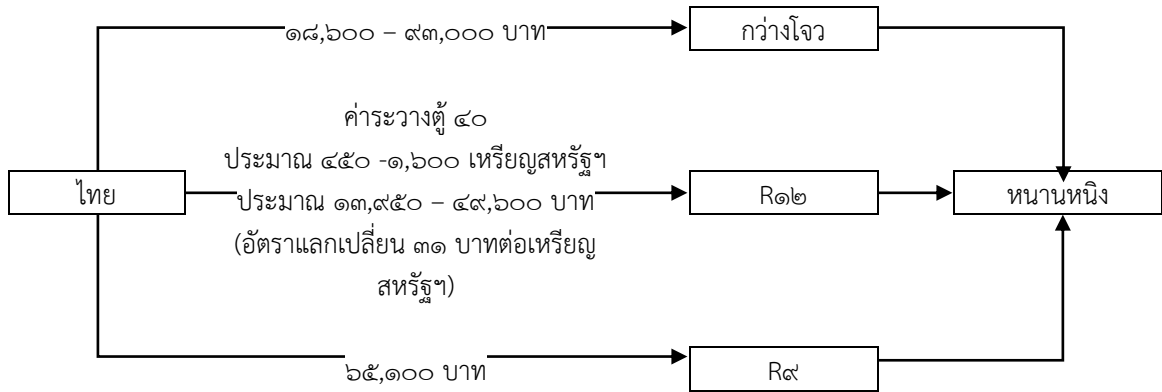 ๑๘,๖๐๐ – ๙๓,๐๐๐ บาท
กว่างโจว
ค่าระวางตู้ ๔๐
ประมาณ ๔๕๐ -๑,๖๐๐ เหรียญสหรัฐฯ
ไทย
ประมาณ ๑๓,๙๕๐ – ๔๙,๖๐๐ บาท
R๑๒
หนานหนิง
(อัตราแลกเปลี่ยน ๓๑ บาทต่อเหรียญ
สหรัฐฯ)
๖๕,๑๐๐ บาท
R๙